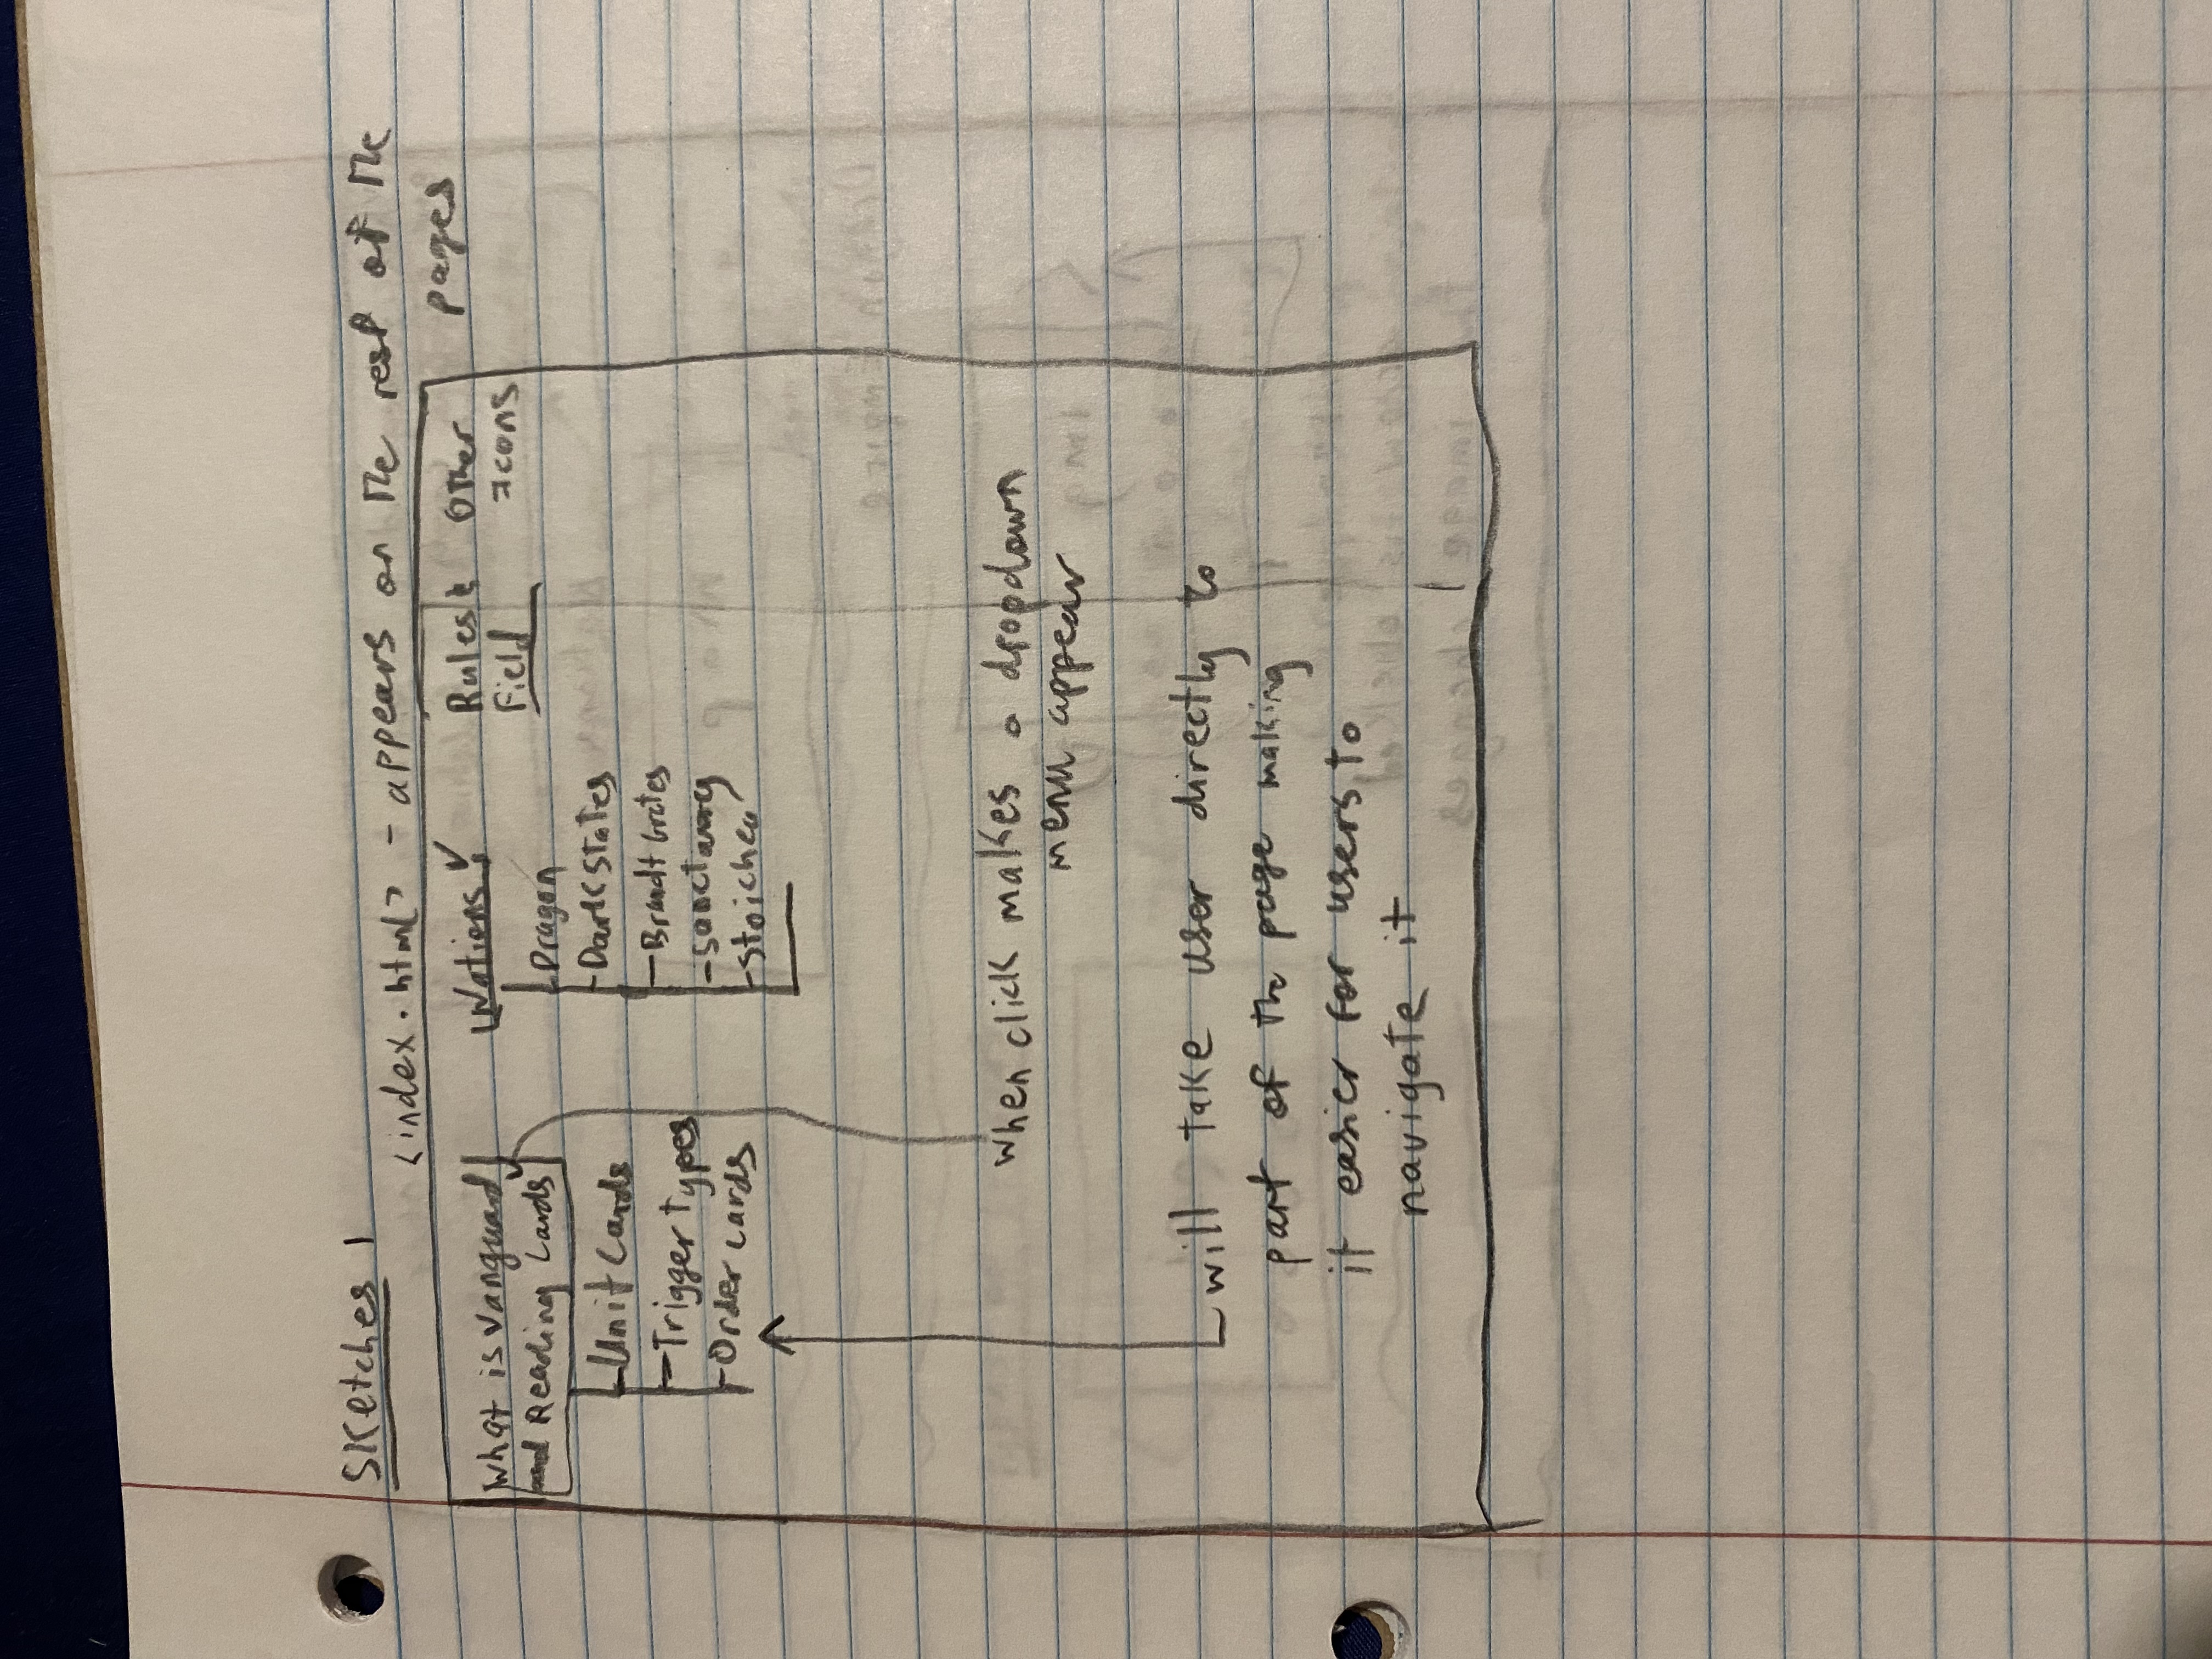 Sketches 1
<index.html> - appears on the rest of the
pages
What is Vanguard
Reading Cards
- Unit Cards
- Trigger types
- Order cards
Nations
- Dragon
- Dark States
- Brandt Gates
- Sanctuary
- Stoichea
Rules &
Field
Other
Icons
when click makes a dropdown
menu appear
will take user directly to
part of the page making
it easier for users to
navigate it